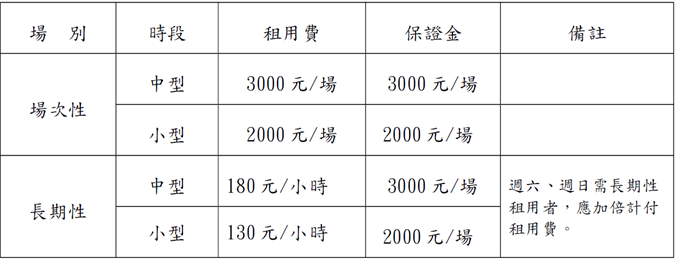 場 別 時段 租用費 保證金 備註
場次性 中型 3000 元/場 3000 元/場
小型 2000 元/場 2000 元/場
長期性 中型 180 元/小時 3000 元/場 週六、週日需長期性
租用者，應加倍計付
租用費。
小型 130 元/小時 2000 元/場